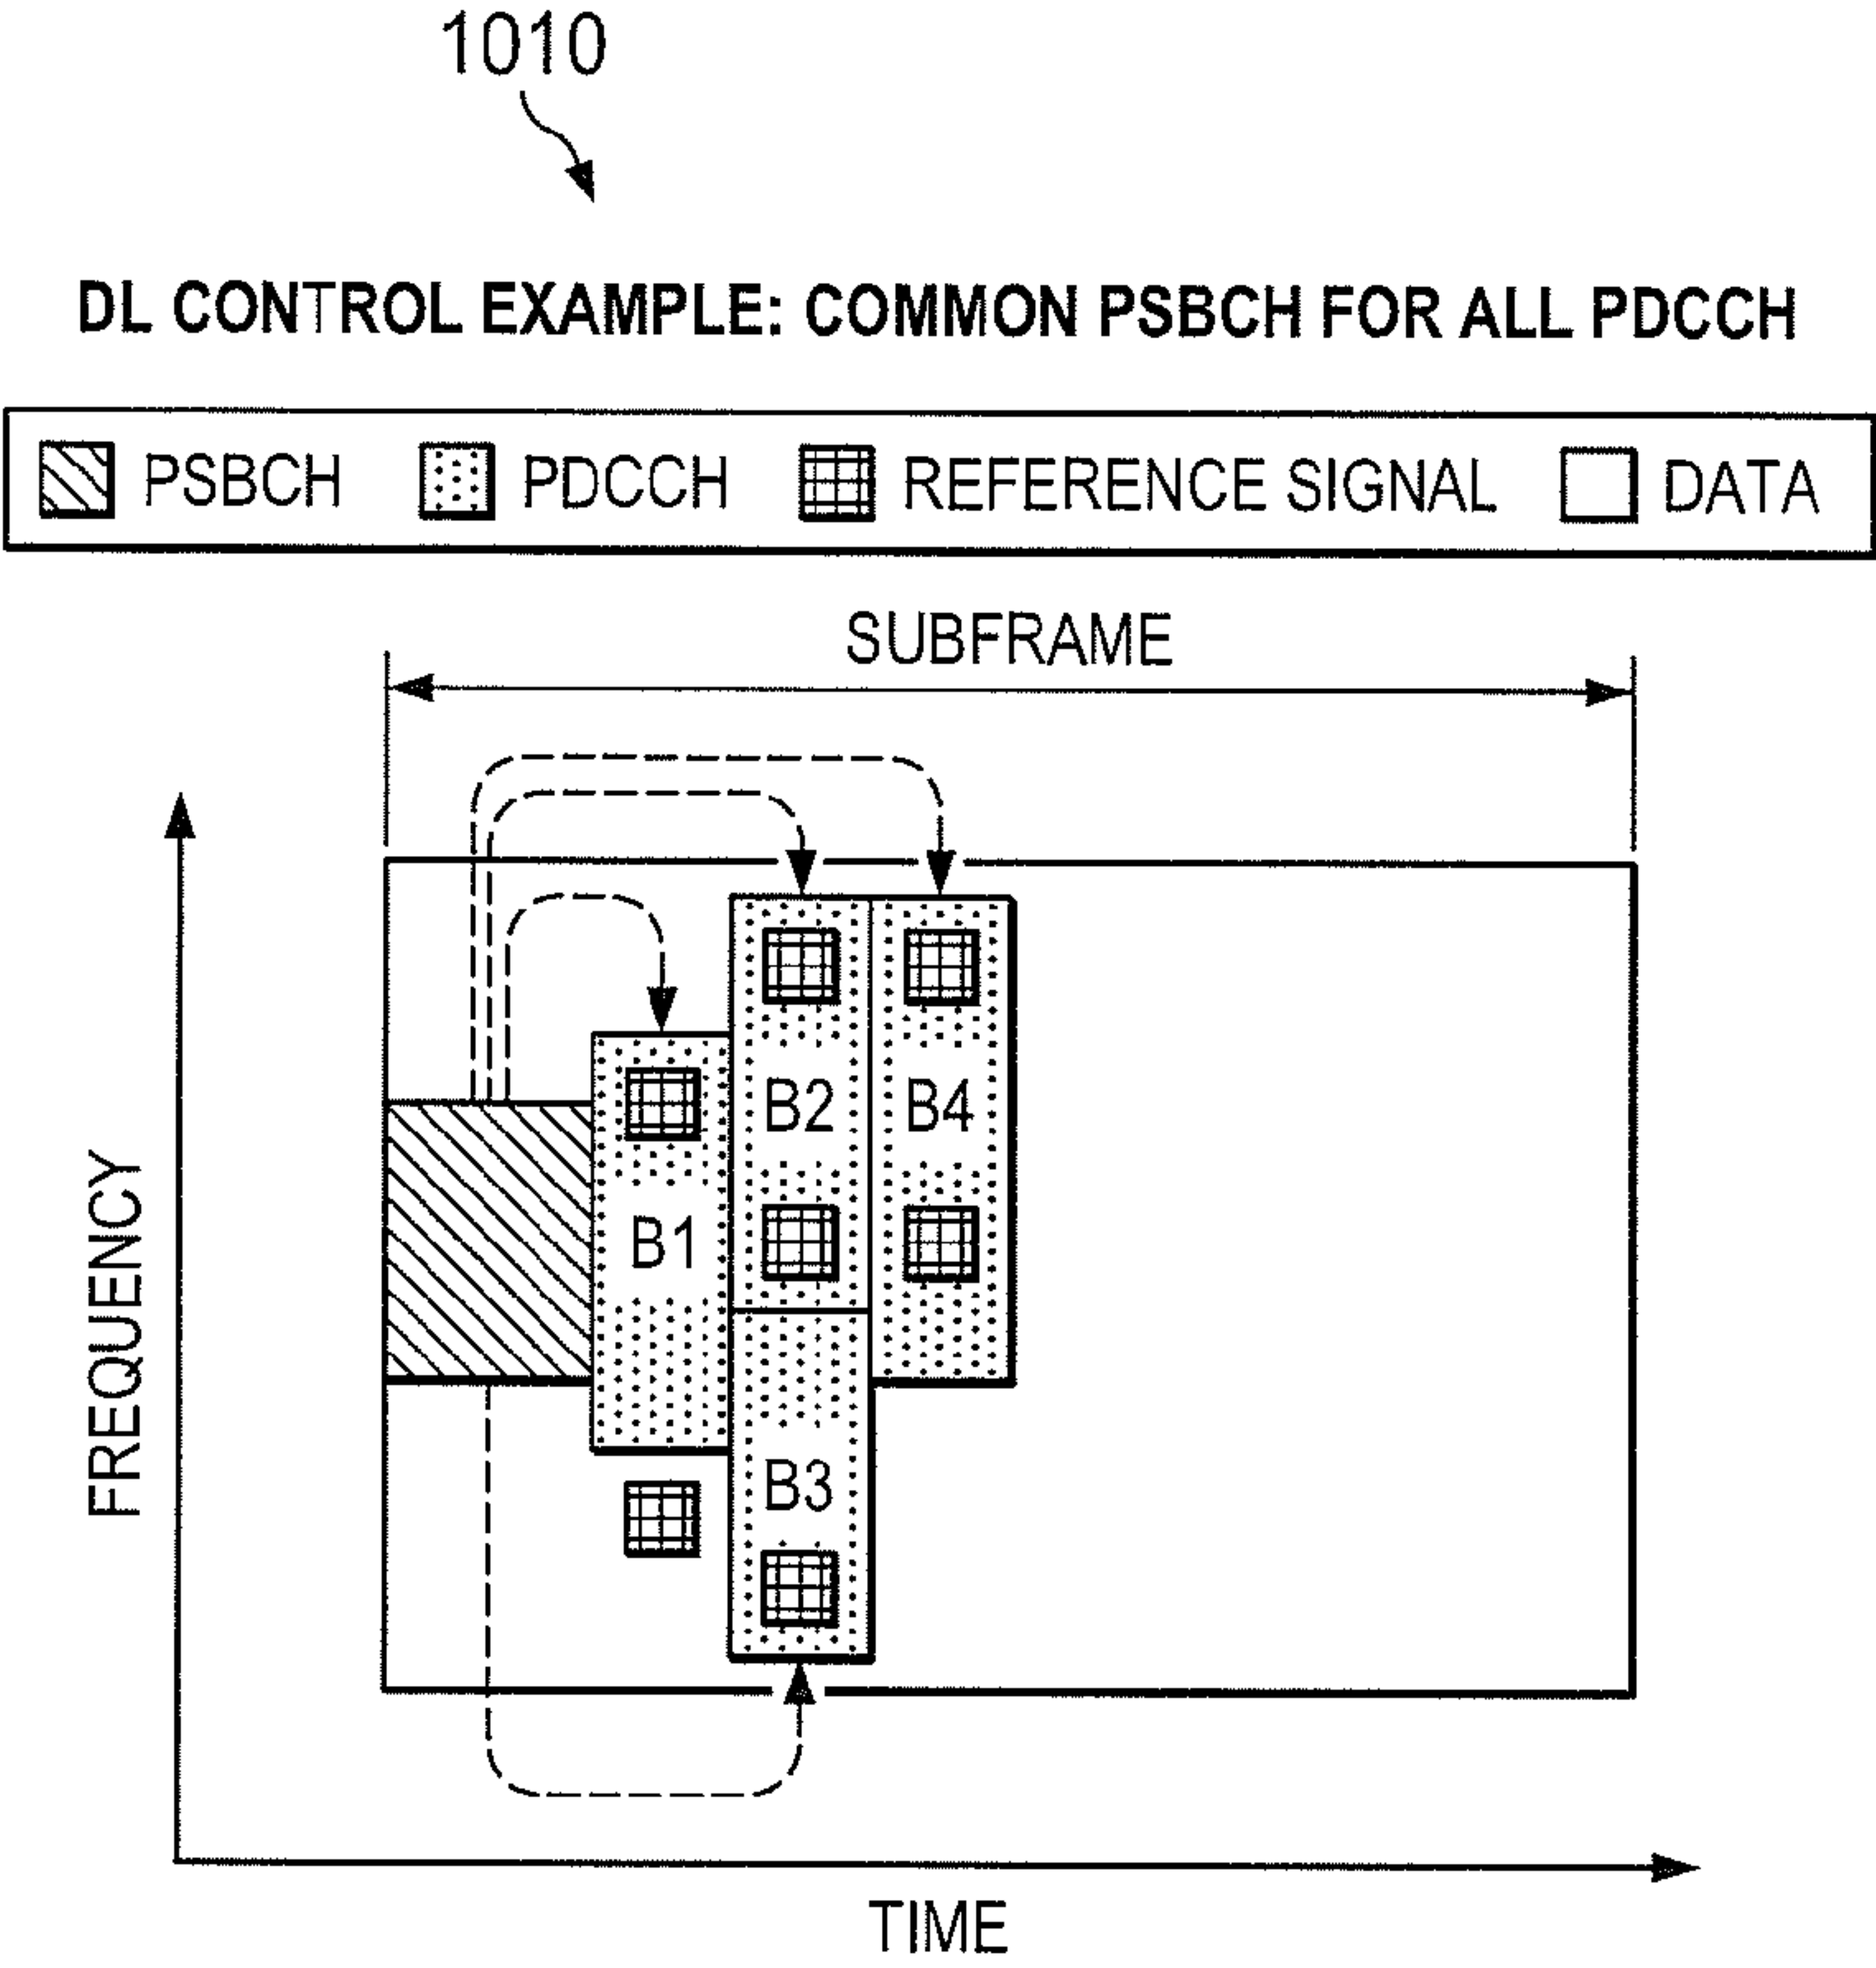 1010
DL CONTROL EXAMPLE: COMMON PSBCH FOR ALL PDCCH
PSBCH PDCCH REFERENCE SIGNAL DATA
SUBFRAME
B2 B4
B1
B3
FREQUENCY
TIME